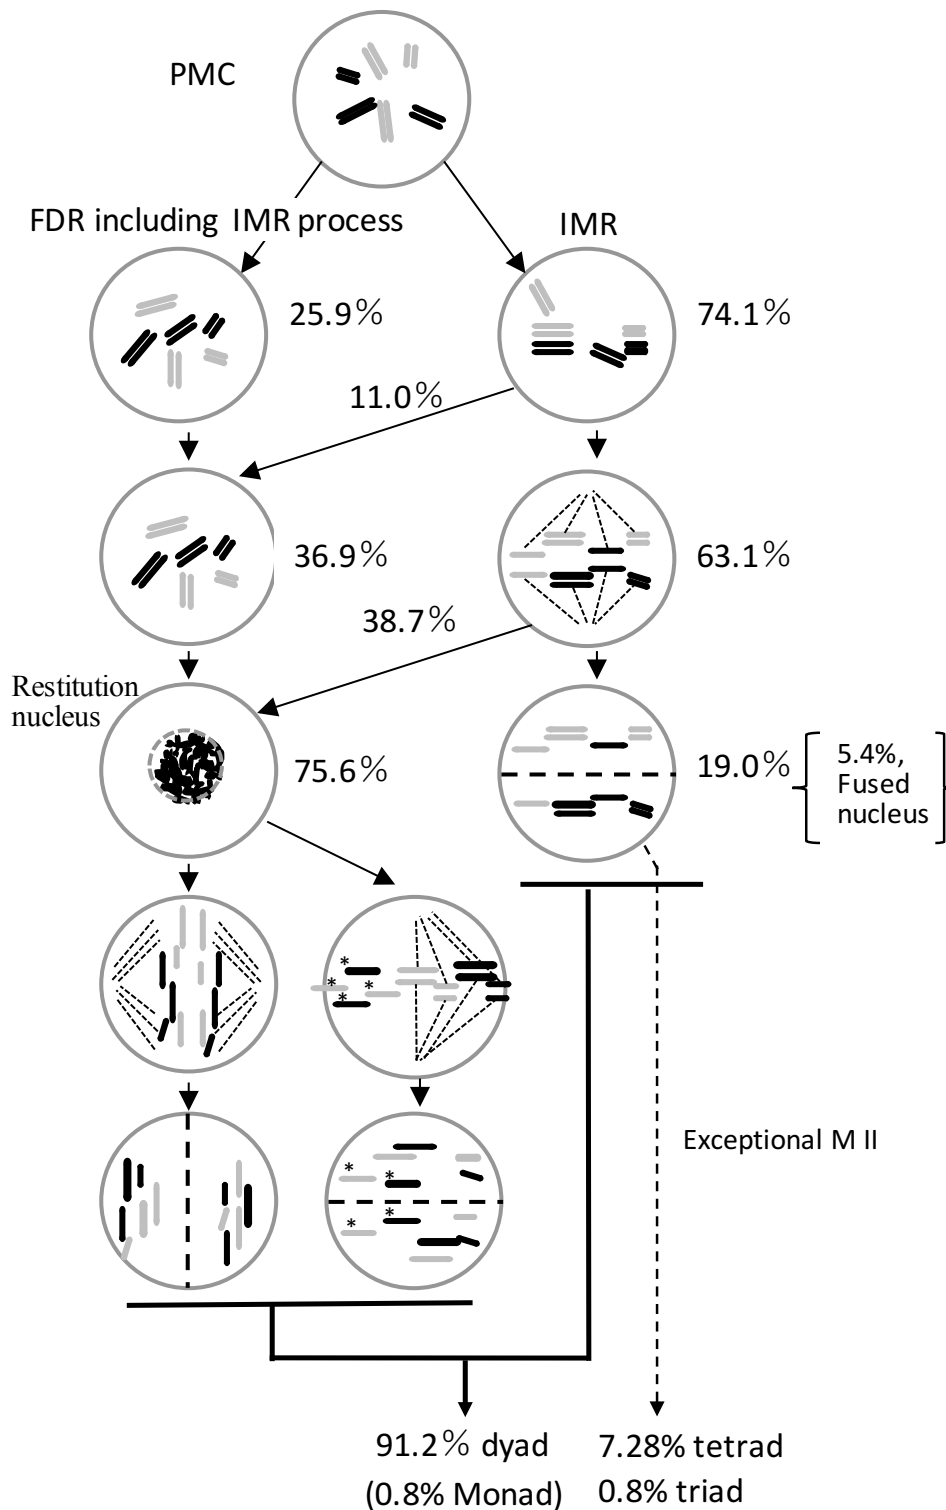 PMC
FDR including IMR process
IMR
25.9%
74.1%
11.0%
36.9%
63.1%
38.7%
Restitution
nucleus
75.6%
19.0%
5.4%,
Fused
nucleus
*
*
*
*
*
*
*
*
Exceptional M II
91.2% dyad
(0.8% Monad)
7.28% tetrad
0.8% triad